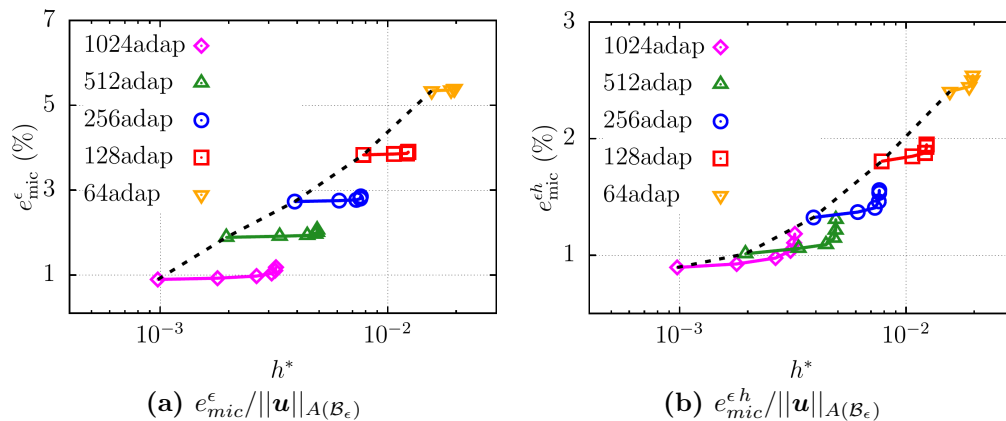 7
5
3
1
e^ϵ_mic (%)
1024adap
512adap
256adap
128adap
64adap
10^−3
10^−2
h*
(a) e^ϵ_mic/||u||_A(B_ϵ)
3
2
1
e^ϵh_mic (%)
1024adap
512adap
256adap
128adap
64adap
10^−3
10^−2
h*
(b) e^ϵ h_mic/||u||_A(B_ϵ)